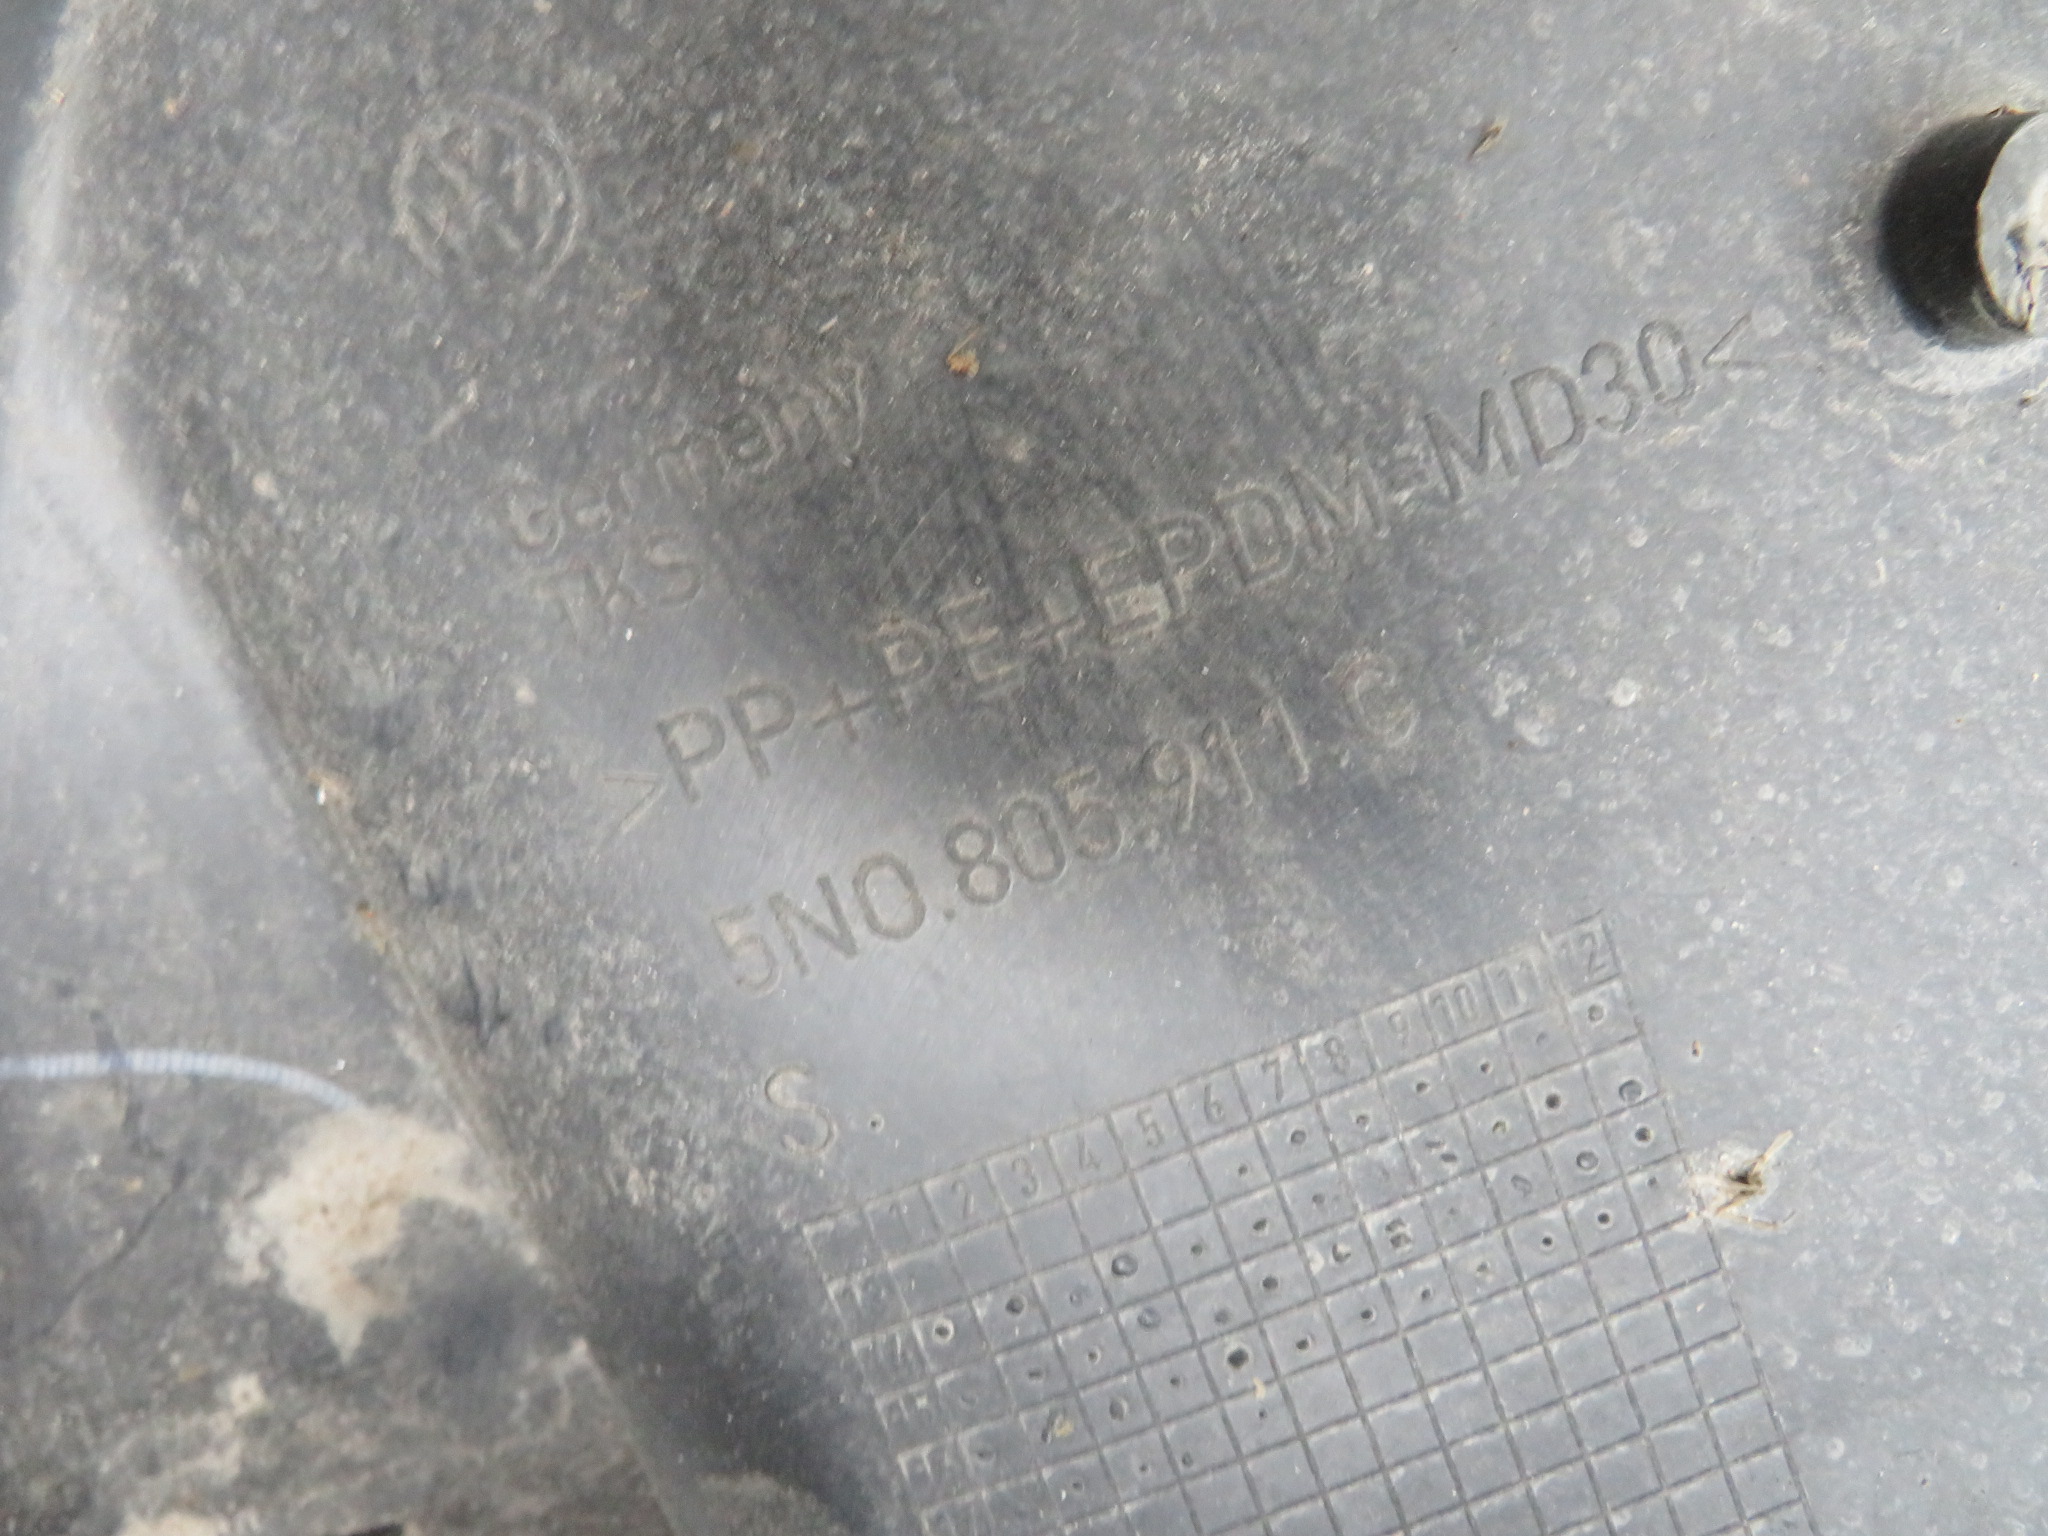 Germany
TKS
>PP+PE+EPDM-MD30<
5N0.805.911 C
S.
1 2 3 4 5 6 7 8 9 10 11 12